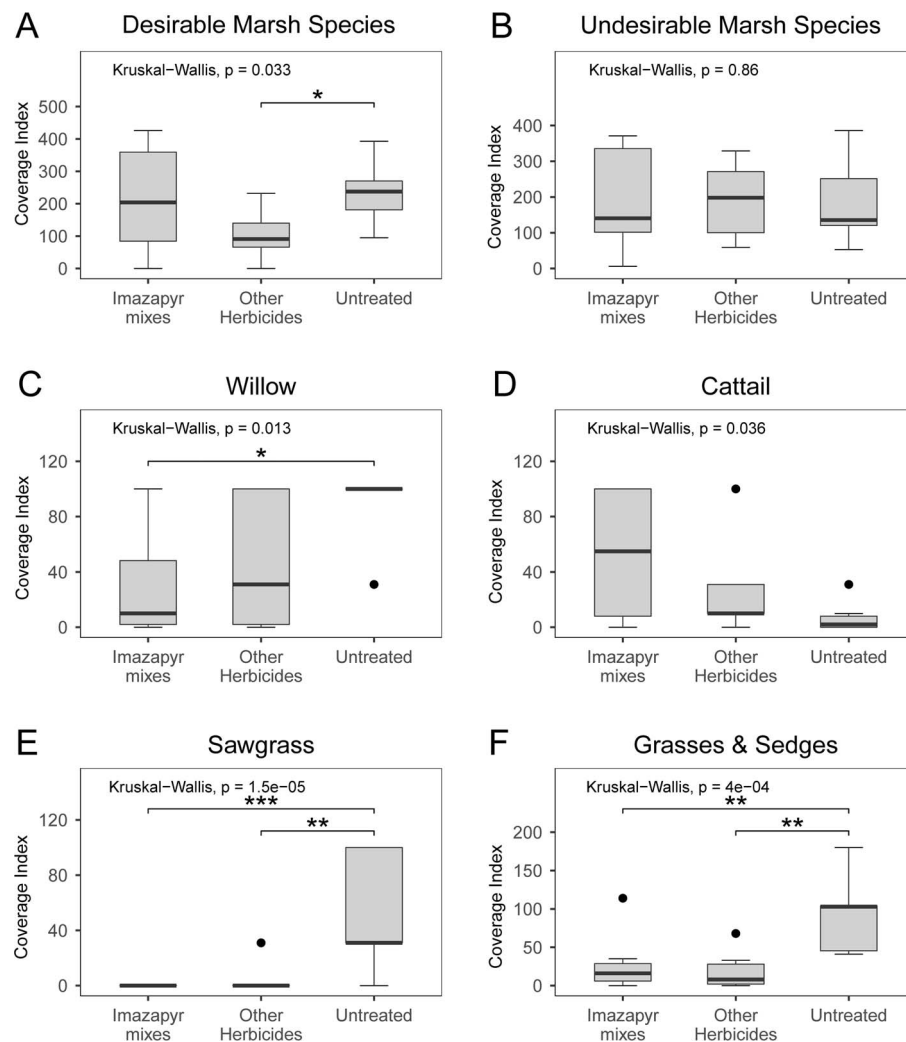 A
Desirable Marsh Species
Kruskal−Wallis, p = 0.033
*
Coverage Index
500
400
300
200
100
0
Imazapyr
mixes
Other
Herbicides
Untreated
B
Undesirable Marsh Species
Kruskal−Wallis, p = 0.86
Coverage Index
400
300
200
100
0
Imazapyr
mixes
Other
Herbicides
Untreated
C
Willow
Kruskal−Wallis, p = 0.013
*
Coverage Index
120
80
40
0
Imazapyr
mixes
Other
Herbicides
Untreated
D
Cattail
Kruskal−Wallis, p = 0.036
Coverage Index
120
80
40
0
Imazapyr
mixes
Other
Herbicides
Untreated
E
Sawgrass
Kruskal−Wallis, p = 1.5e−05
***
**
Coverage Index
120
80
40
0
Imazapyr
mixes
Other
Herbicides
Untreated
F
Grasses & Sedges
Kruskal−Wallis, p = 4e−04
**
**
Coverage Index
200
150
100
50
0
Imazapyr
mixes
Other
Herbicides
Untreated